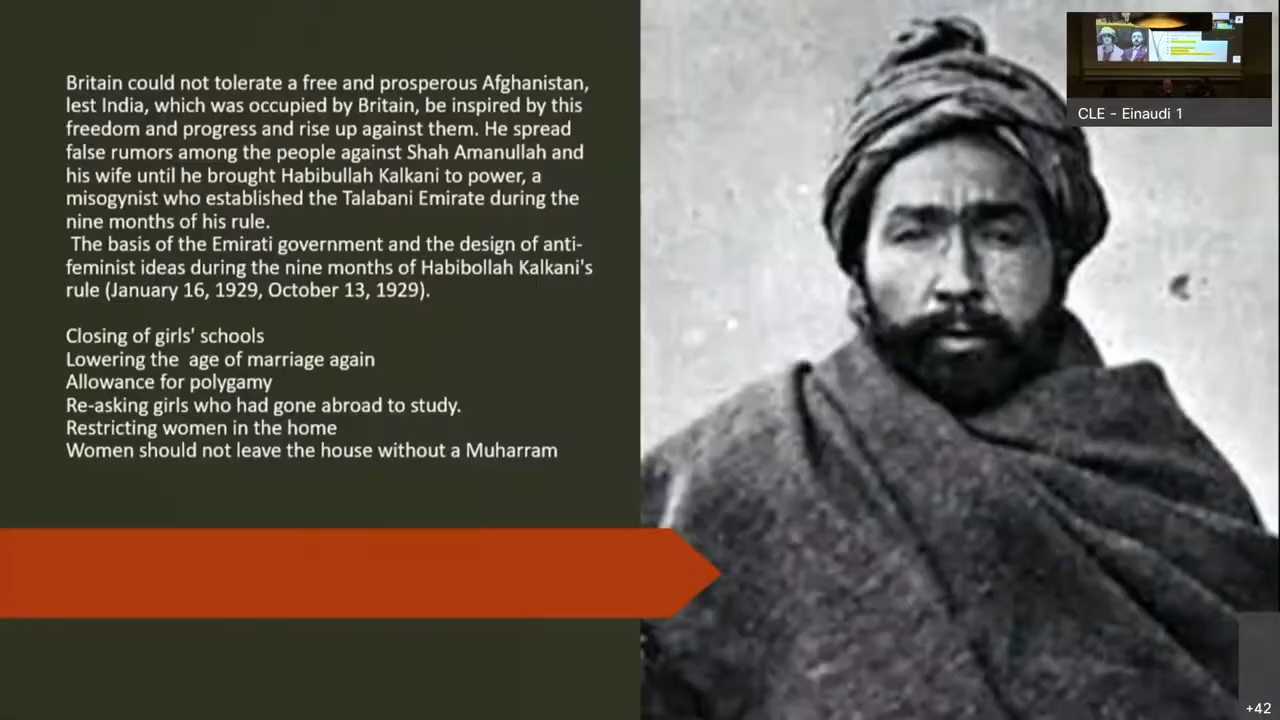 Britain could not tolerate a free and prosperous Afghanistan,
lest India, which was occupied by Britain, be inspired by this
freedom and progress and rise up against them. He spread
false rumors among the people against Shah Amanullah and
his wife until he brought Habibullah Kalkani to power, a
misogynist who established the Talabani Emirate during the
nine months of his rule.
The basis of the Emirati government and the design of anti-
feminist ideas during the nine months of Habibollah Kalkani's
rule (January 16, 1929, October 13, 1929).
Closing of girls' schools
Lowering the  age of marriage again
Allowance for polygamy
Re-asking girls who had gone abroad to study.
Restricting women in the home
Women should not leave the house without a Muharram
CLE - Einaudi 1
+42